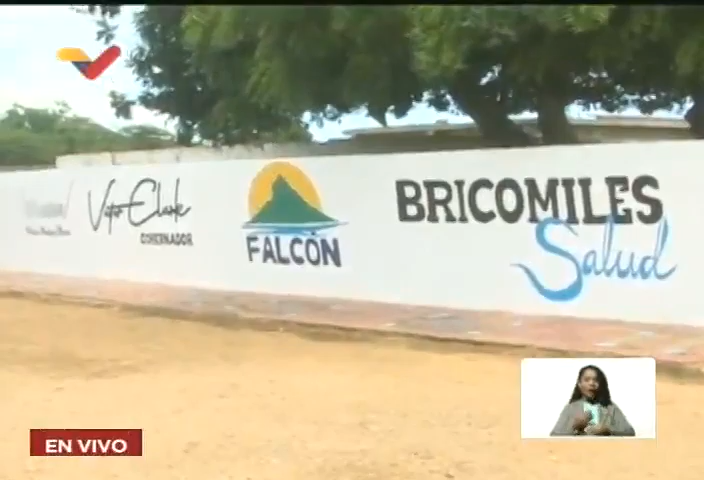 Victor Clark
GOBERNADOR
FALCÓN
BRICOMILES
Salud
EN VIVO